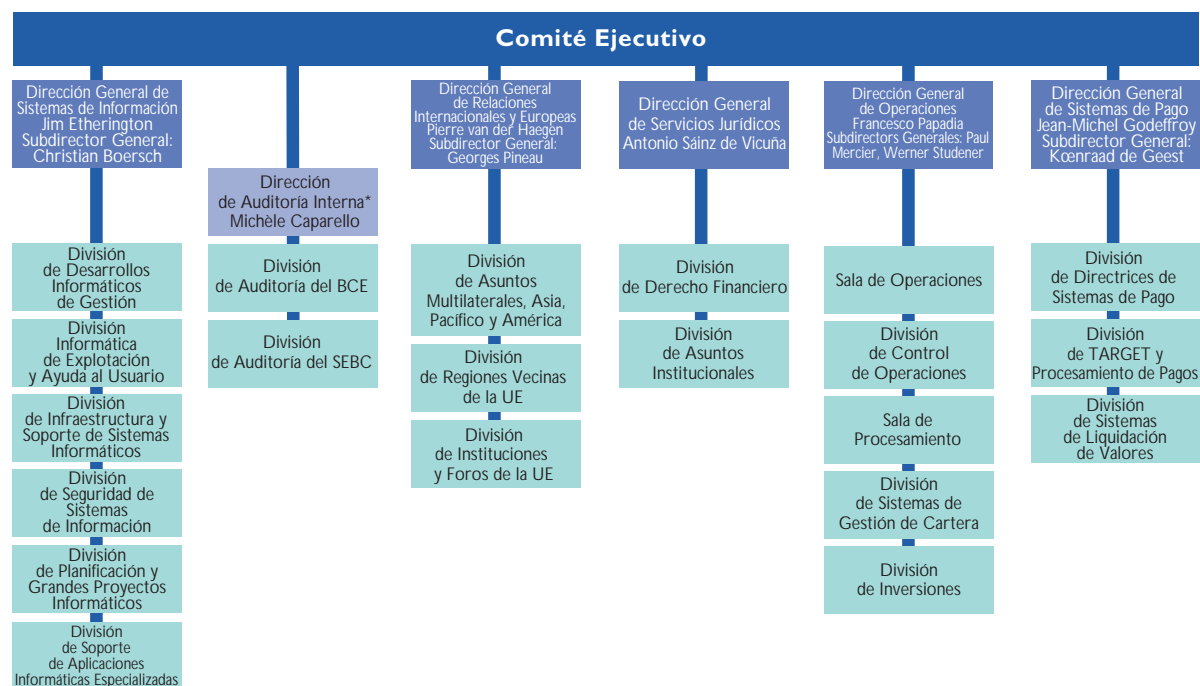 Comité Ejecutivo
Dirección General de
Sistemas de Información
Jim Etherington
Subdirector General:
Christian Boersch
División
de Desarrollos
Informáticos
de Gestión
División
Informática
de Explotación
y Ayuda al Usuario
División
de Infraestructura y
Soporte de Sistemas
Informáticos
División
de Seguridad de
Sistemas
de Información
División
de Planificación y
Grandes Proyectos
Informáticos
División
de Soporte
de Aplicaciones
Informáticas Especializadas
Dirección
de Auditoría Interna*
Michèle Caparello
División
de Auditoría del BCE
División
de Auditoría del SEBC
Dirección General
de Relaciones
Internacionales y Europeas
Pierre van der Haegen
Subdirector General:
Georges Pineau
División
de Asuntos
Multilaterales, Asia,
Pacífico y América
División
de Regiones Vecinas
de la UE
División
de Instituciones
y Foros de la UE
Dirección General
de Servicios Jurídicos
Antonio Sáinz de Vicuña
División
de Derecho Financiero
División
de Asuntos
Institucionales
Dirección General
de Operaciones
Francesco Papadia
Subdirectors Generales: Paul
Mercier, Werner Studener
Sala de Operaciones
División
de Control
de Operaciones
Sala de
Procesamiento
División
de Sistemas de
Gestión de Cartera
División
de Inversiones
Dirección General
de Sistemas de Pago
Jean-Michel Godeffroy
Subdirector General:
Kœnraad de Geest
División
de Directrices de
Sistemas de Pago
División
de TARGET y
Procesamiento de Pagos
División
de Sistemas
de Liquidación
de Valores